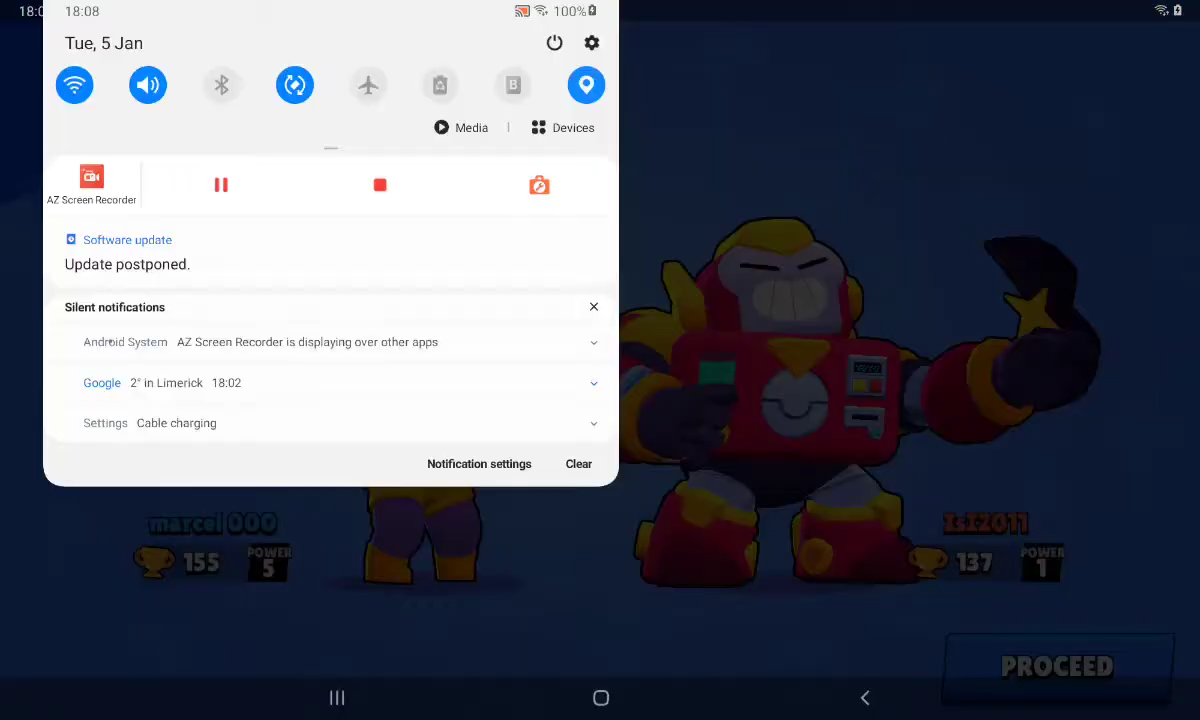 18:0
18:08
100%
Tue, 5 Jan
B
Media | Devices
AZ Screen Recorder
Software update
Update postponed.
Silent notifications
Android System AZ Screen Recorder is displaying over other apps
Google 2° in Limerick 18:02
Settings Cable charging
Notification settings Clear
marcel 000
155 POWER 5
137 POWER 1
PROCEED